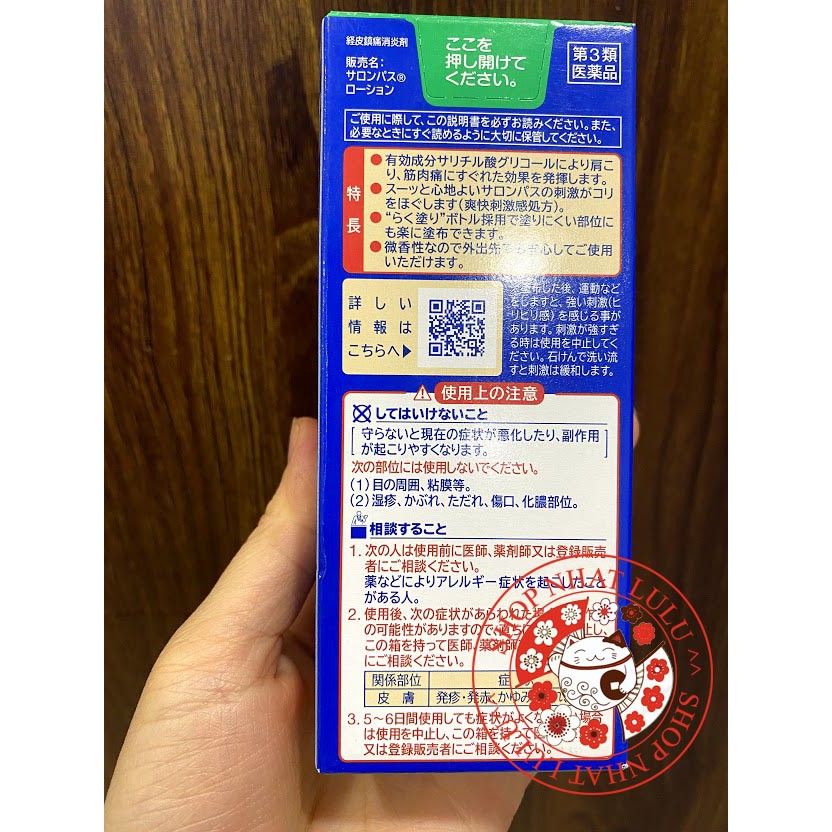 経皮鎮痛消炎剤
販売名:
サロンパス®
ローション
ここを
押し開けて
ください。
第3類
医薬品
ご使用に際して、この説明書を必ずお読みください。また、
必要なときにすぐ読めるように大切に保管してください。
特長
●有効成分サリチル酸グリコールにより肩こ
り、筋肉痛にすぐれた効果を発揮します。
●スーッと心地よいサロンパスの刺激がコリ
をほぐします(爽快刺激感処方)。
●“らく塗り”ボトル採用で塗りにくい部位に
も楽に塗布できます。
●微香性なので外出先でも安心してご使用
いただけます。
詳しい
情報は
こちらへ▶
塗布した後、運動など
をしますと、強い刺激(ヒ
リヒリ感)を感じる事が
あります。刺激が強すぎ
る時は使用を中止してく
ださい。石けんで洗い流
すと刺激は緩和します。
⚠使用上の注意
してはいけないこと
守らないと現在の症状が悪化したり、副作用
が起こりやすくなります。
次の部位には使用しないでください。
(1)目の周囲、粘膜等。
(2)湿疹、かぶれ、ただれ、傷口、化膿部位。
相談すること
1. 次の人は使用前に医師、薬剤師又は登録販売
者にご相談ください。
薬などによりアレルギー症状を起こしたこと
がある人。
2. 使用後、次の症状があらわれた
の可能性がありますので直ちに 中止し、
この箱を持って医師、薬剤師
にご相談ください。
関係部位 症
皮膚 発疹・発赤、かゆみ
3. 5~6日間使用しても症状がよくな 場合
は使用を中止し、この箱を持って
又は登録販売者にご相談ください。
SHOP NHAT LULU
SHOP NHAT LULU